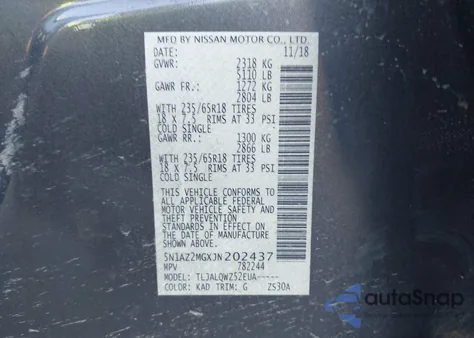 MFD BY NISSAN MOTOR CO., LTD.
DATE: 11/18
GVWR: 2318 KG
5110 LB
GAWR FR.: 1272 KG
2804 LB
WITH 235/65R18 TIRES
18 X 7.5 RIMS AT 33 PSI
COLD SINGLE
GAWR RR.: 1300 KG
2866 LB
WITH 235/65R18 TIRES
18 X 7.5 RIMS AT 33 PSI
COLD SINGLE
THIS VEHICLE CONFORMS TO
ALL APPLICABLE FEDERAL
MOTOR VEHICLE SAFETY AND
AND THEFT PREVENTION
STANDARDS IN EFFECT ON
THE DATE OF MANUFACTURE
SHOWN ABOVE.
5N1AZ2MGXJN202437
MPV 782244
MODEL: TLJALQWZ52EUA-----
COLOR: KAD TRIM: G ZS30A
autoSnap